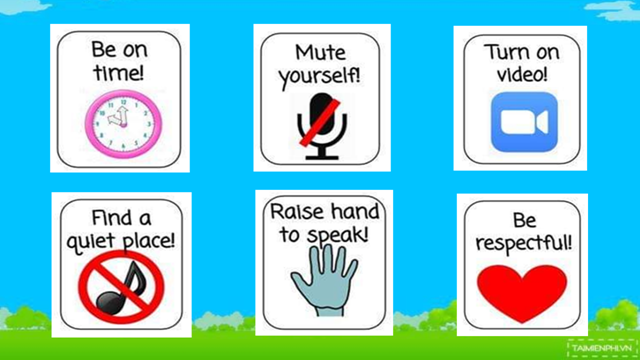 Be on
time!
Mute
yourself!
Turn on
video!
Find a
quiet place!
Raise hand
to speak!
Be
respectful!
TAIMIENPHI.VN